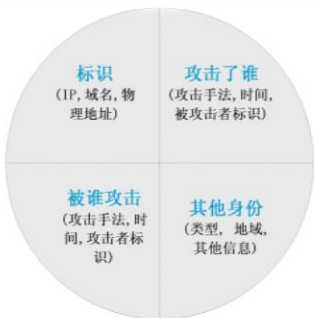 标识
(IP,域名,物
理地址)
攻击了谁
(攻击手法,时间,
被攻击者标识)
被谁攻击
(攻击手法,时
间,攻击者标
识)
其他身份
(类型, 地域,
其他信息)